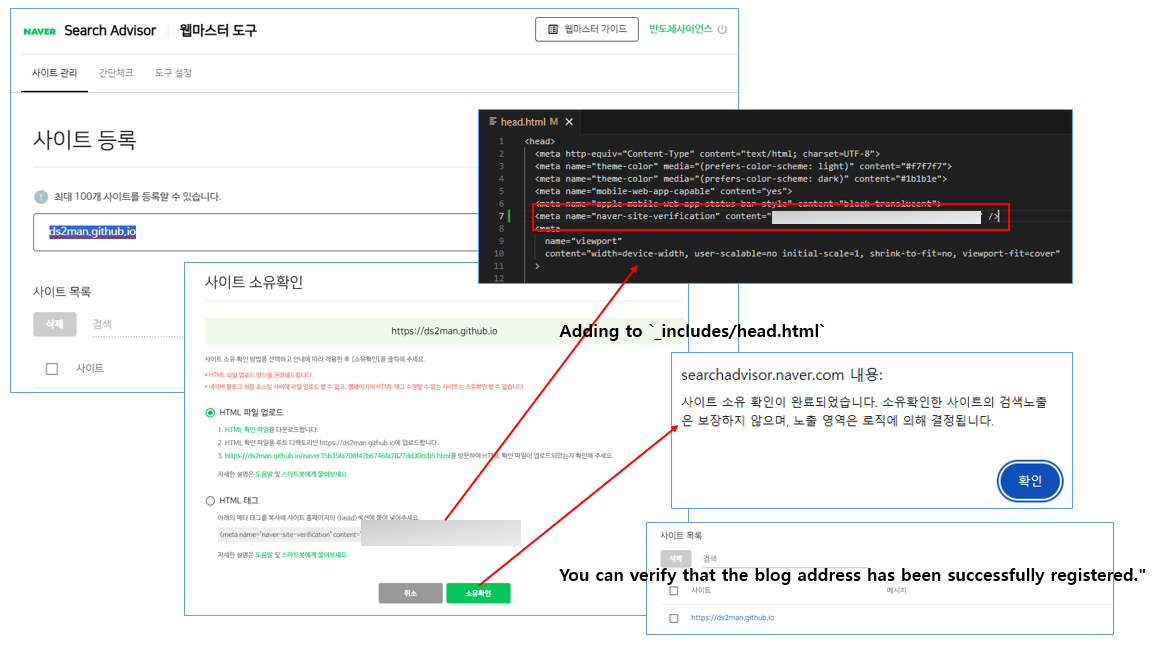 NAVER Search Advisor 웹마스터 도구
웹마스터 가이드
반도체사이언스
사이트 관리 간단체크 도구 설정
사이트 등록
최대 100개 사이트를 등록할 수 있습니다.
ds2man.github.io
사이트 목록
삭제 검색
사이트
head.html M
1 <head>
2 <meta http-equiv="Content-Type" content="text/html; charset=UTF-8">
3 <meta name="theme-color" media="(prefers-color-scheme: light)" content="#f7f7f7">
4 <meta name="theme-color" media="(prefers-color-scheme: dark)" content="#1b1b1e">
5 <meta name="mobile-web-app-capable" content="yes">
6 <meta name="apple-mobile-web-app-status-bar-style" content="black-translucent">
7 <meta name="naver-site-verification" content=" " />
8 <meta
9 name="viewport"
10 content="width=device-width, user-scalable=no initial-scale=1, shrink-to-fit=no, viewport-fit=cover"
11 >
12
Adding to `_includes/head.html`
사이트 소유확인
https://ds2man.github.io
사이트 소유 확인 방법을 선택하고 안내에 따라 적용한 후 [소유확인]을 클릭해 주세요.
• HTML 파일 업로드 방식를 권장해드립니다.
• 네이버 블로그 처럼 호스팅 서버에 파일 업로드 할 수 없고, 웹페이지의 HTML 태그 수정할 수 없는 사이트는 소유확인 할 수 없습니다.
HTML 파일 업로드
1. HTML 확인 파일을 다운로드합니다.
2. HTML 확인 파일을 루트 디렉토리인 https://ds2man.github.io에 업로드합니다.
3. https://ds2man.github.io/naver35b35fa708f42b6746fa7827dd30ccb5.html을 방문하여 HTML 확인 파일이 업로드되었는지 확인해 주세요.
자세한 설명은 도움말 및 스마트봇에게 물어보세요
HTML 태그
아래의 메타 태그를 복사해 사이트 홈페이지의 <head> 섹션에 붙여 넣어주세요.
<meta name="naver-site-verification" content="
자세한 설명은 도움말 및 스마트봇에게 물어보세요
취소 소유확인
searchadvisor.naver.com 내용:
사이트 소유 확인이 완료되었습니다. 소유확인한 사이트의 검색노출
은 보장하지 않으며, 노출 영역은 로직에 의해 결정됩니다.
확인
사이트 목록
삭제 검색
You can verify that the blog address has been successfully registered."
사이트 메시지
https://ds2man.github.io